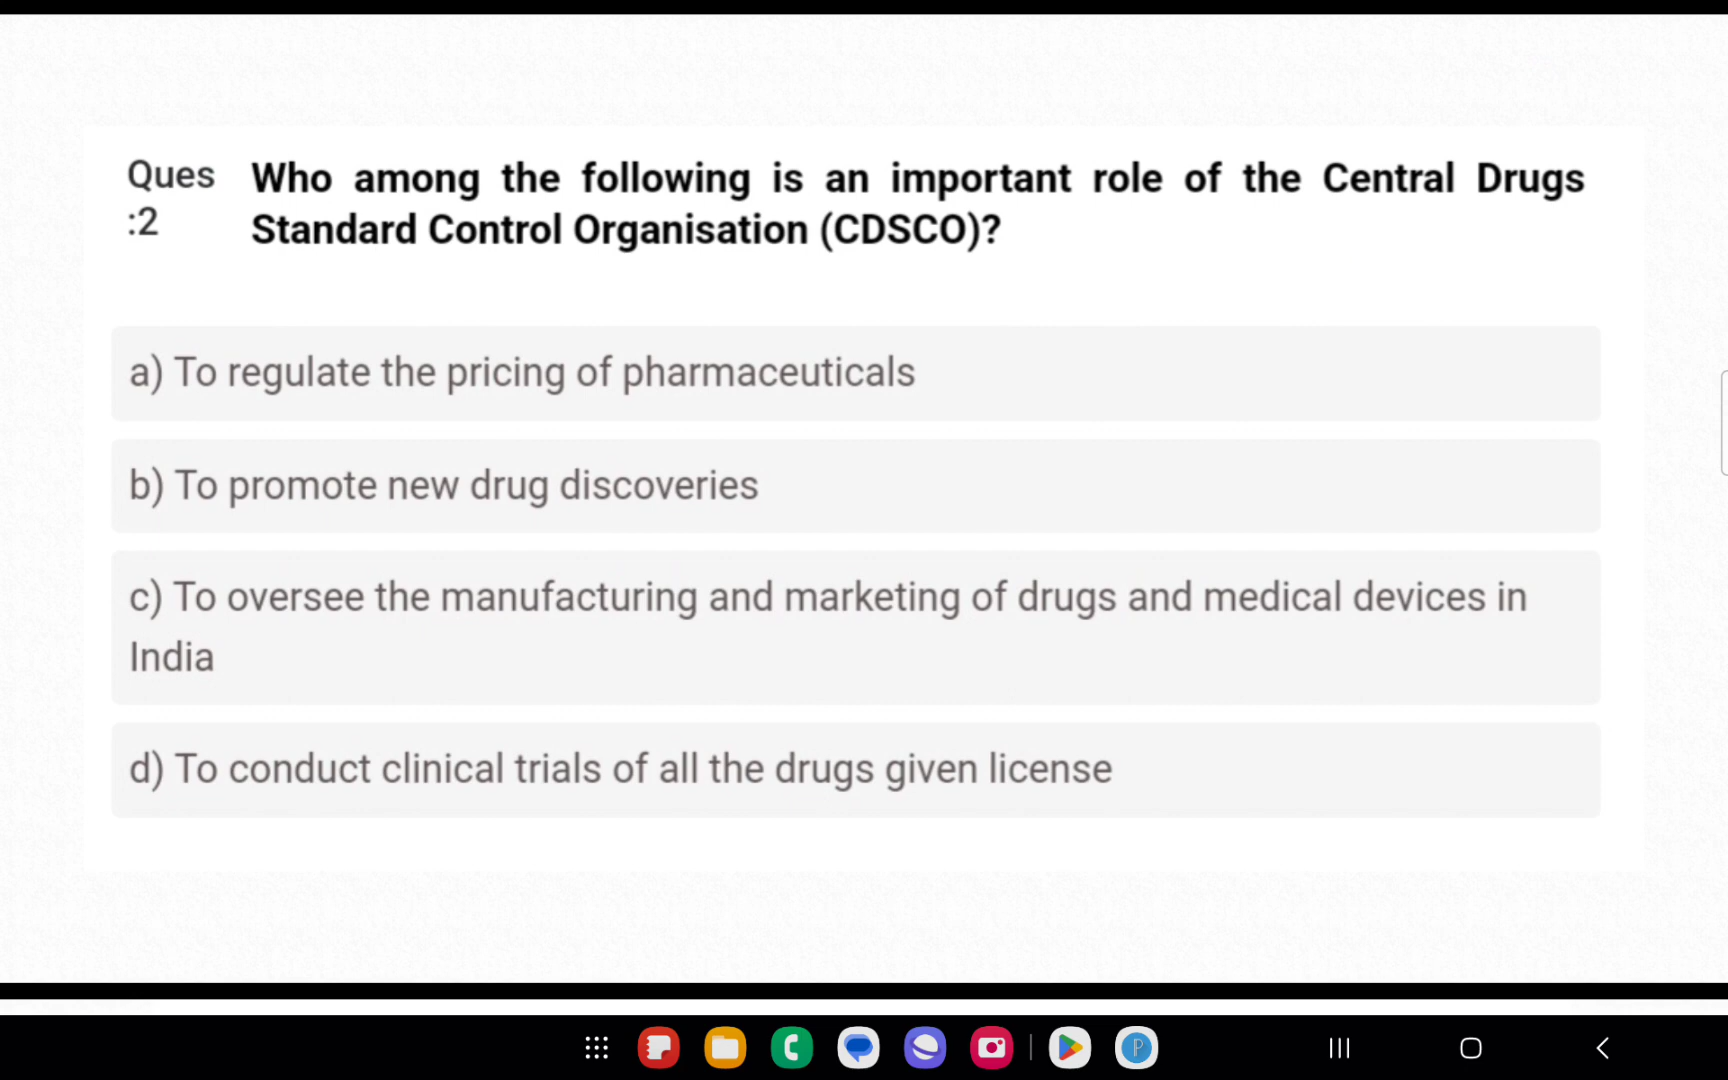 Ques Who among the following is an important role of the Central Drugs
:2 Standard Control Organisation (CDSCO)?
a) To regulate the pricing of pharmaceuticals
b) To promote new drug discoveries
c) To oversee the manufacturing and marketing of drugs and medical devices in
India
d) To conduct clinical trials of all the drugs given license